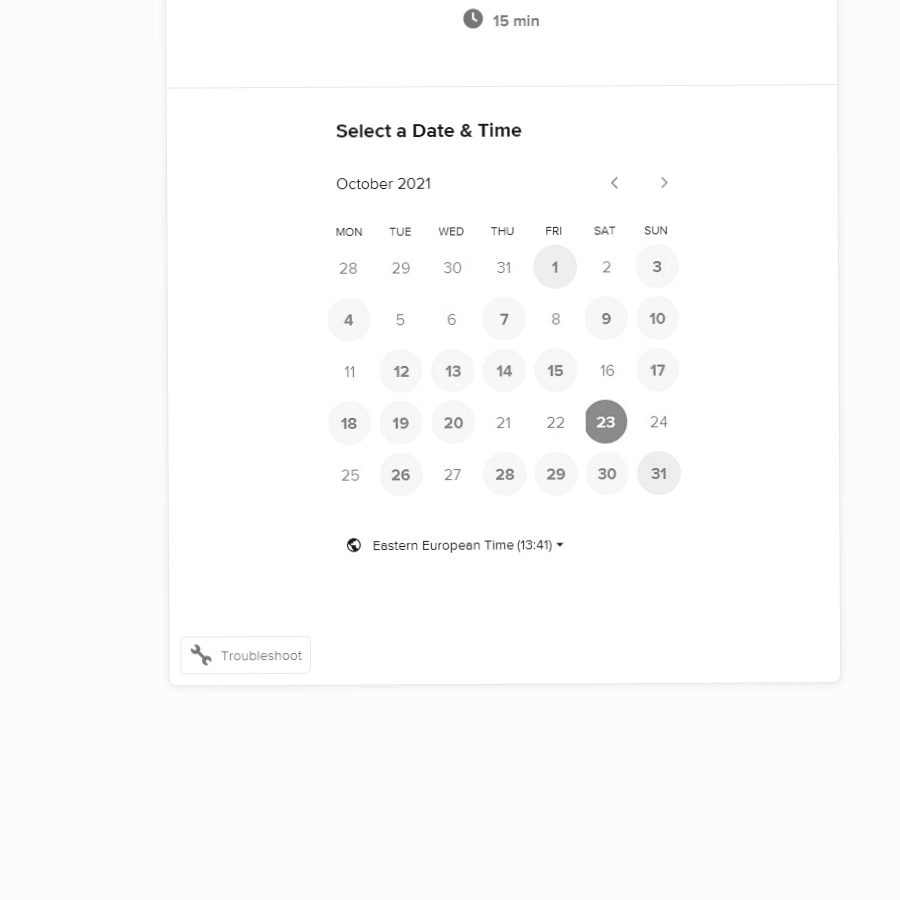 15 min
Select a Date & Time
October 2021
MON TUE WED THU FRI SAT SUN
28 29 30 31 1 2 3
4 5 6 7 8 9 10
11 12 13 14 15 16 17
18 19 20 21 22 23 24
25 26 27 28 29 30 31
Eastern European Time (13:41)
Troubleshoot